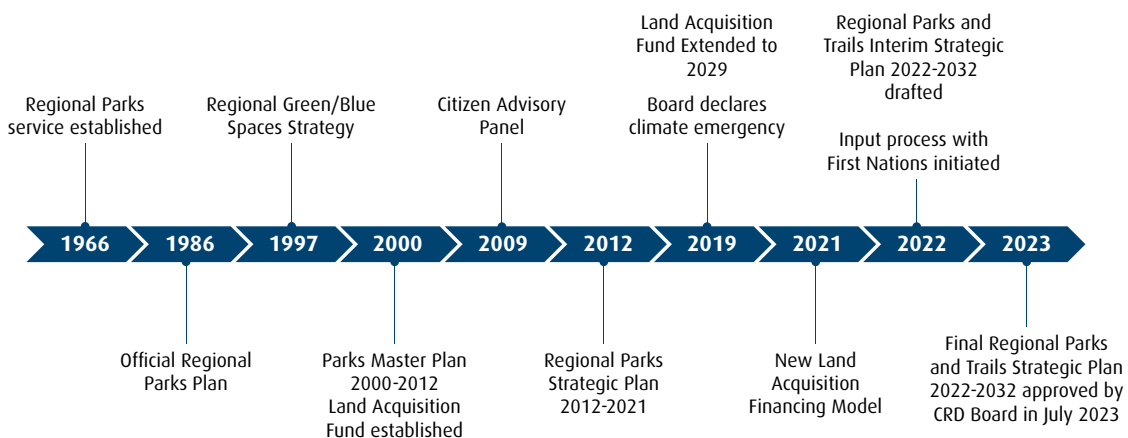 Land Acquisition
Fund Extended to
2029
Board declares
climate emergency
Regional Parks and
Trails Interim Strategic
Plan 2022-2032
drafted
Input process with
First Nations initiated
Regional Parks
service established
Regional Green/Blue
Spaces Strategy
Citizen Advisory
Panel
1966
1986
1997
2000
2009
2012
2019
2021
2022
2023
Official Regional
Parks Plan
Parks Master Plan
2000-2012
Land Acquisition
Fund established
Regional Parks
Strategic Plan
2012-2021
New Land
Acquisition
Financing Model
Final Regional Parks
and Trails Strategic Plan
2022-2032 approved by
CRD Board in July 2023